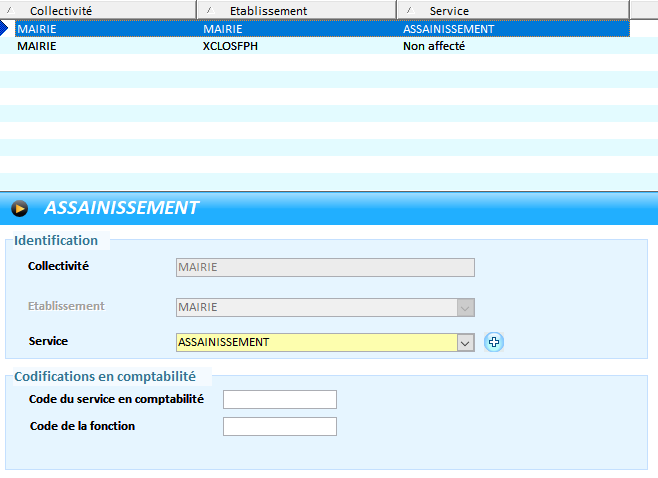 Collectivité Etablissement Service
MAIRIE MAIRIE ASSAINISSEMENT
MAIRIE XCLOSFPH Non affecté
ASSAINISSEMENT
Identification
Collectivité MAIRIE
Etablissement MAIRIE
Service ASSAINISSEMENT
Codifications en comptabilité
Code du service en comptabilité
Code de la fonction